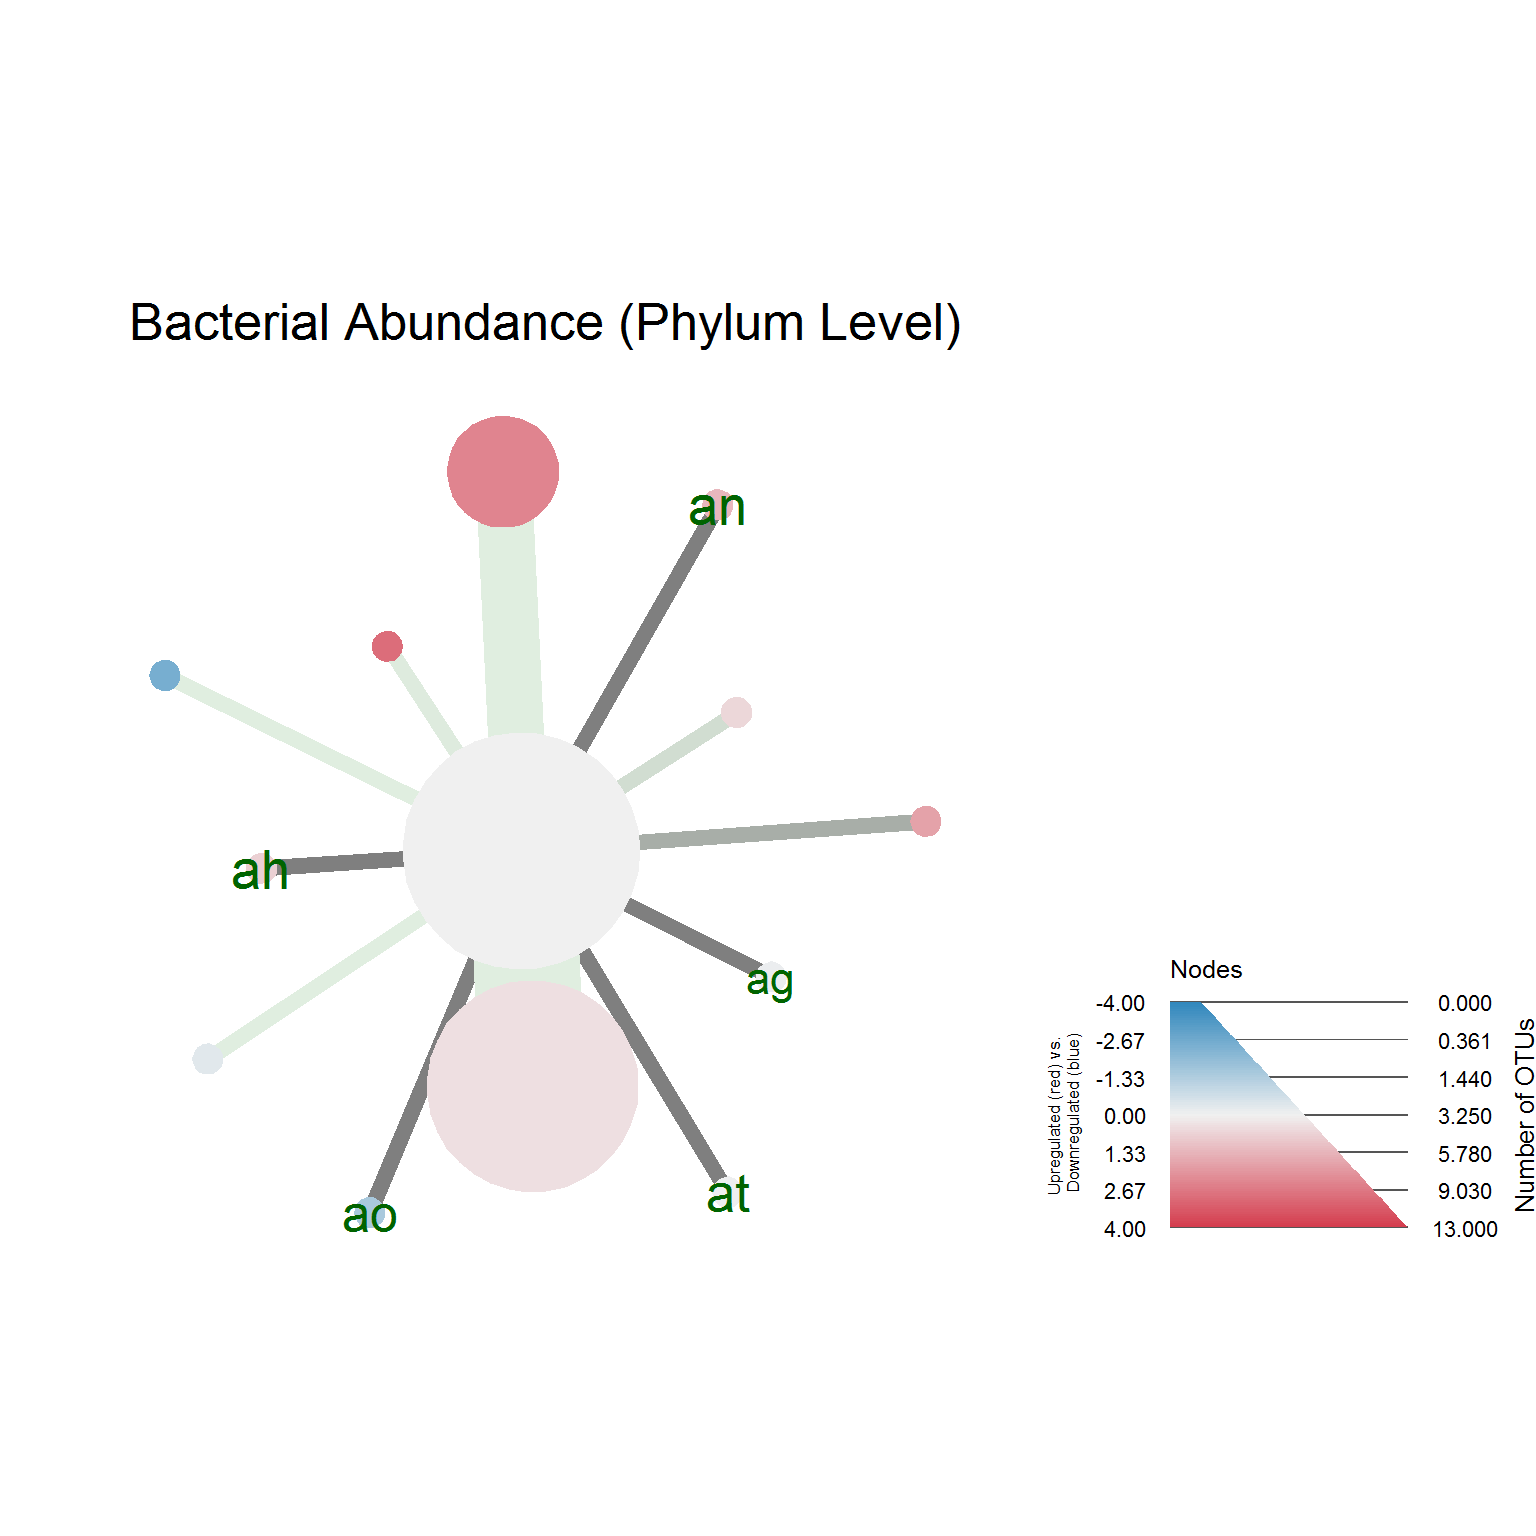 Bacterial Abundance (Phylum Level)
an
ah
ag
at
ao
Nodes
-4.00 0.000
-2.67 0.361
-1.33 1.440
0.00 3.250
1.33 5.780
2.67 9.030
4.00 13.000
Upregulated (red) vs.
Downregulated (blue)
Number of OTUs